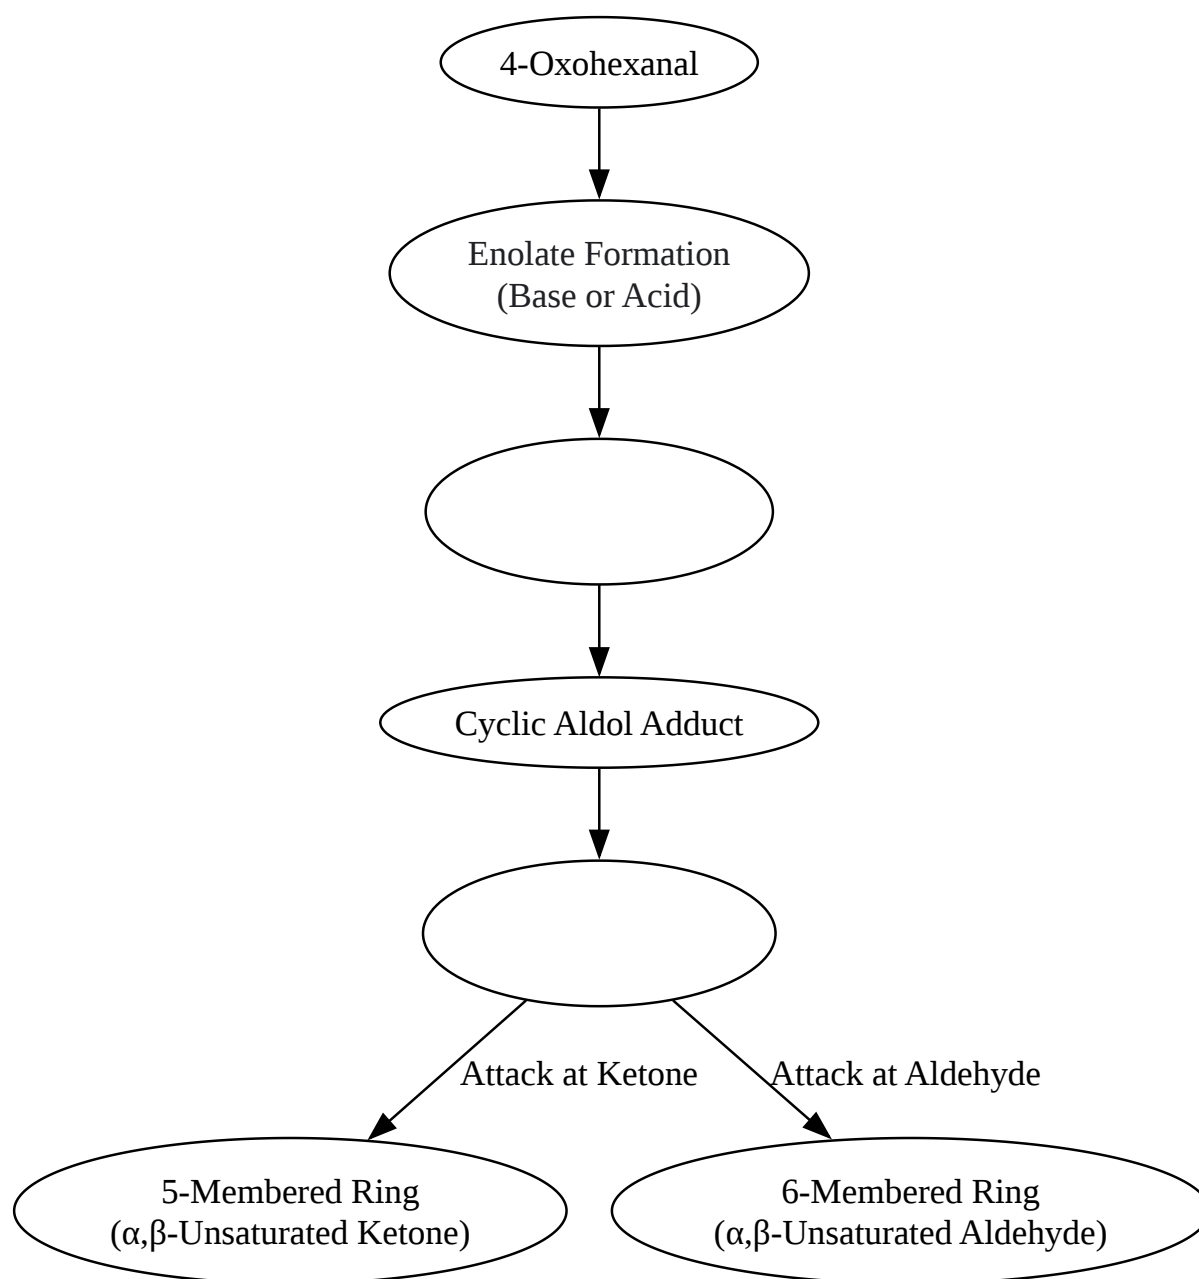 4-Oxohexanal
Enolate Formation
(Base or Acid)
Cyclic Aldol Adduct
Attack at Ketone
Attack at Aldehyde
5-Membered Ring
(α,β-Unsaturated Ketone)
6-Membered Ring
(α,β-Unsaturated Aldehyde)